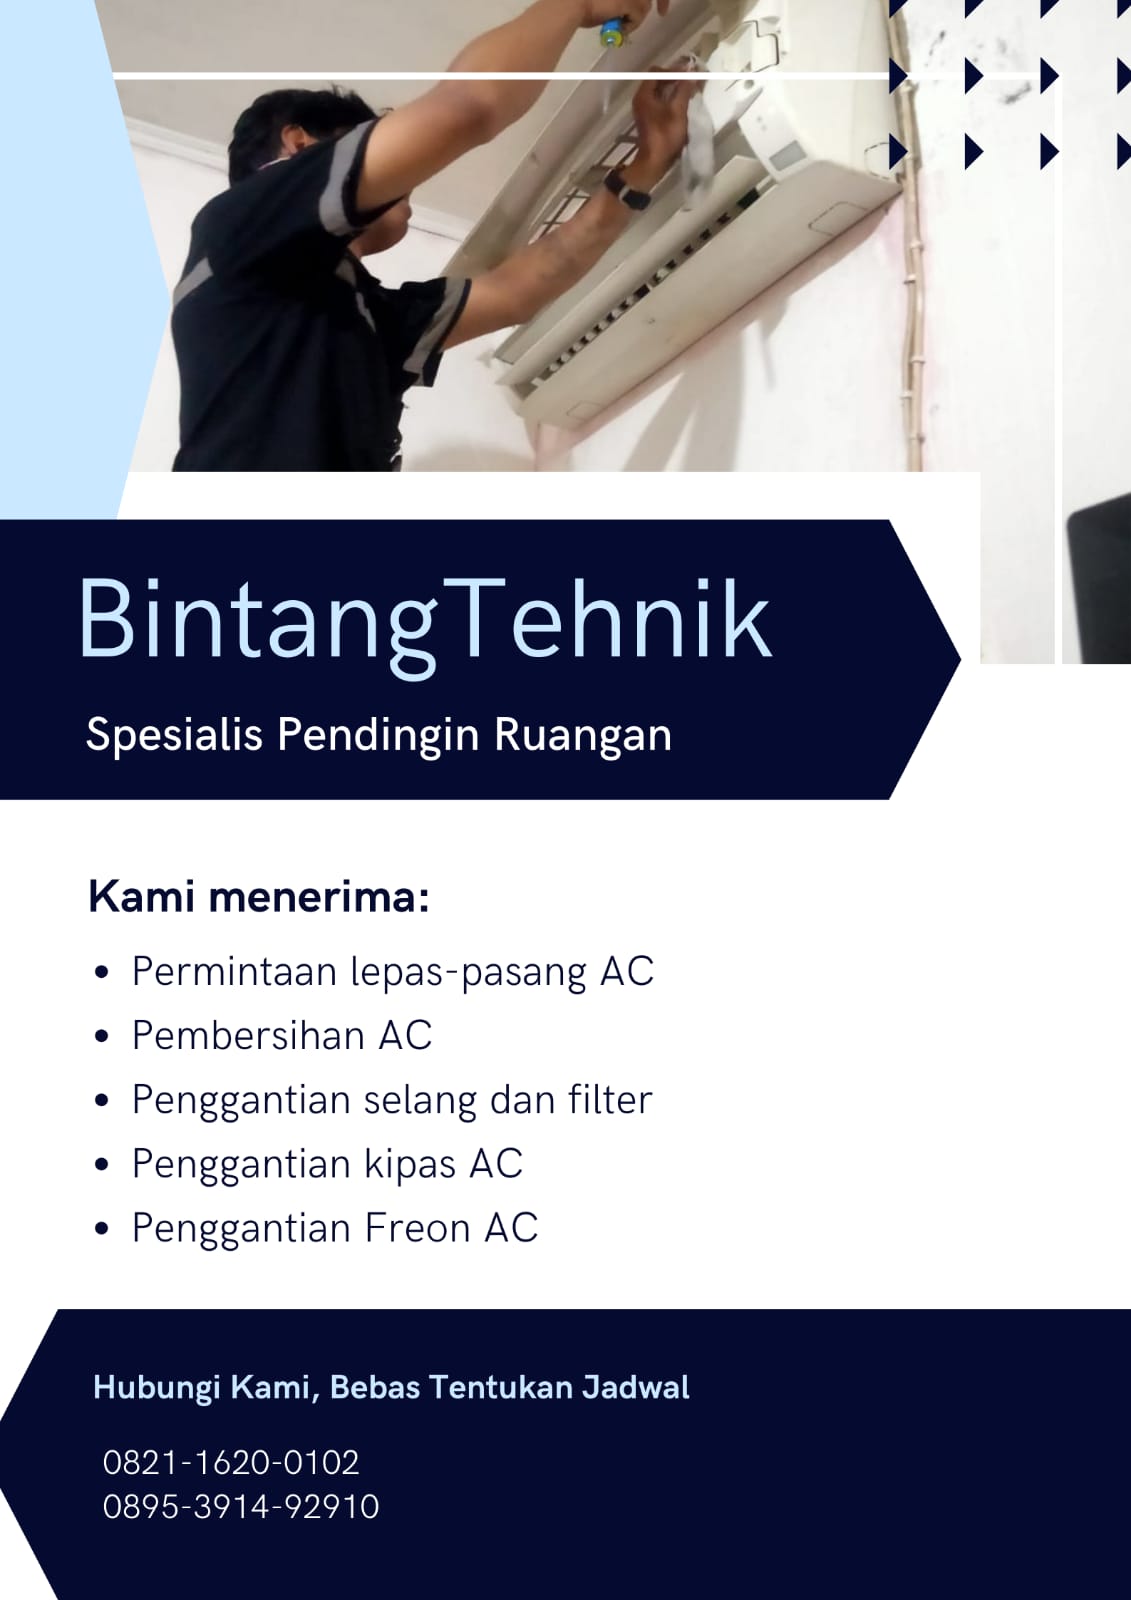 BintangTehnik
Spesialis Pendingin Ruangan
Kami menerima:
• Permintaan lepas-pasang AC
• Pembersihan AC
• Penggantian selang dan filter
• Penggantian kipas AC
• Penggantian Freon AC
Hubungi Kami, Bebas Tentukan Jadwal
0821-1620-0102
0895-3914-92910